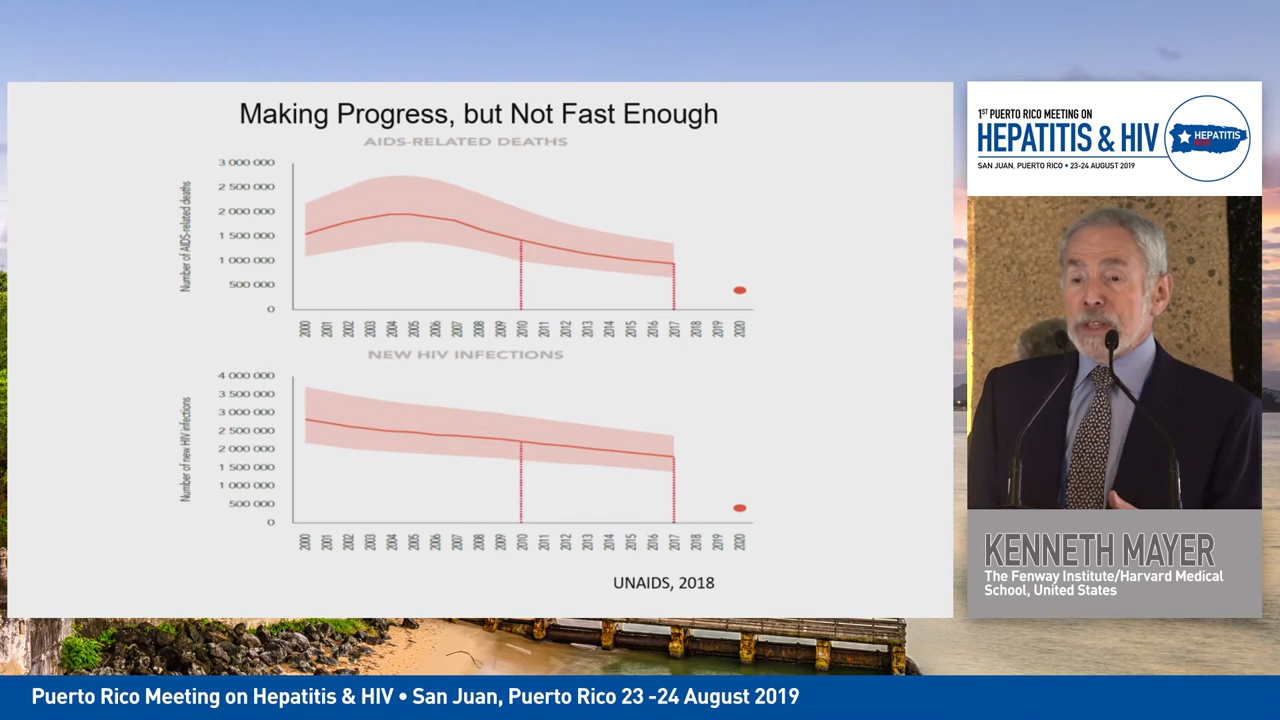 Making Progress, but Not Fast Enough
AIDS-RELATED DEATHS
Number of AIDS-related deaths
3 000 000
2 500 000
2 000 000
1 500 000
1 000 000
500 000
0
2000 2001 2002 2003 2004 2005 2006 2007 2008 2009 2010 2011 2012 2013 2014 2015 2016 2017 2018 2019 2020
NEW HIV INFECTIONS
Number of new HIV infections
4 000 000
3 500 000
3 000 000
2 500 000
2 000 000
1 500 000
1 000 000
500 000
0
2000 2001 2002 2003 2004 2005 2006 2007 2008 2009 2010 2011 2012 2013 2014 2015 2016 2017 2018 2019 2020
UNAIDS, 2018
1ST PUERTO RICO MEETING ON
HEPATITIS & HIV
SAN JUAN, PUERTO RICO • 23-24 AUGUST 2019
HEPATITIS
KENNETH MAYER
The Fenway Institute/Harvard Medical
School, United States
Puerto Rico Meeting on Hepatitis & HIV • San Juan, Puerto Rico 23 -24 August 2019